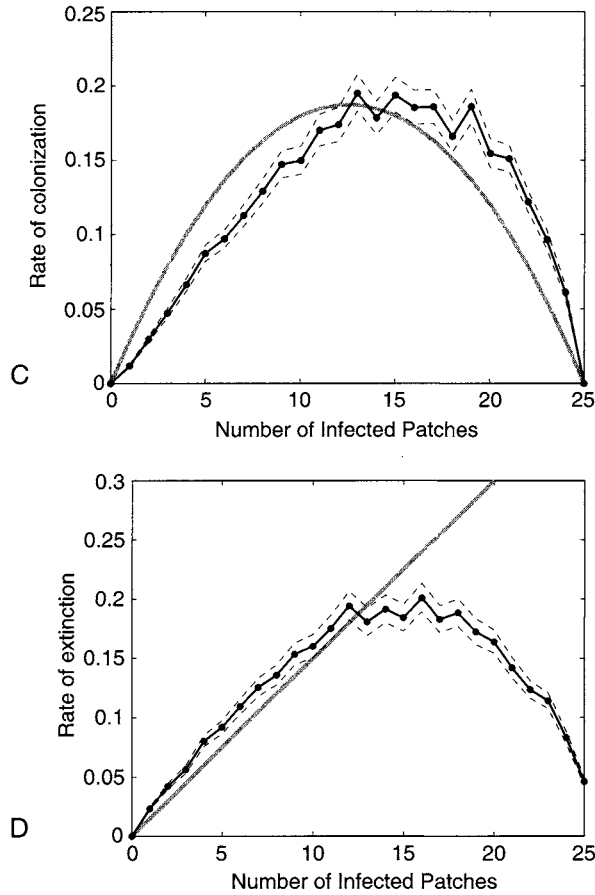 0.25
0.2
0.15
0.1
0.05
0
Rate of colonization
C
0 5 10 15 20 25
Number of Infected Patches
0.3
0.25
0.2
0.15
0.1
0.05
0
Rate of extinction
D
0 5 10 15 20 25
Number of Infected Patches